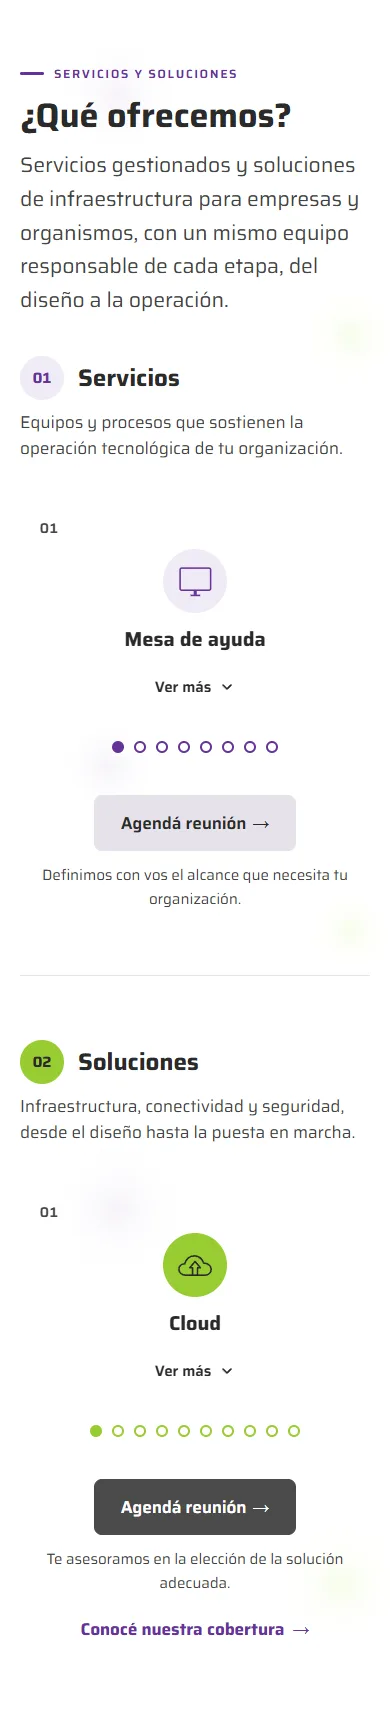 SERVICIOS Y SOLUCIONES
¿Qué ofrecemos?
Servicios gestionados y soluciones
de infraestructura para empresas y
organismos, con un mismo equipo
responsable de cada etapa, del
diseño a la operación.
01 Servicios
Equipos y procesos que sostienen la
operación tecnológica de tu organización.
01
Mesa de ayuda
Ver más
Agendá reunión →
Definimos con vos el alcance que necesita tu
organización.
02 Soluciones
Infraestructura, conectividad y seguridad,
desde el diseño hasta la puesta en marcha.
01
Cloud
Ver más
Agendá reunión →
Te asesoramos en la elección de la solución
adecuada.
Conocé nuestra cobertura →